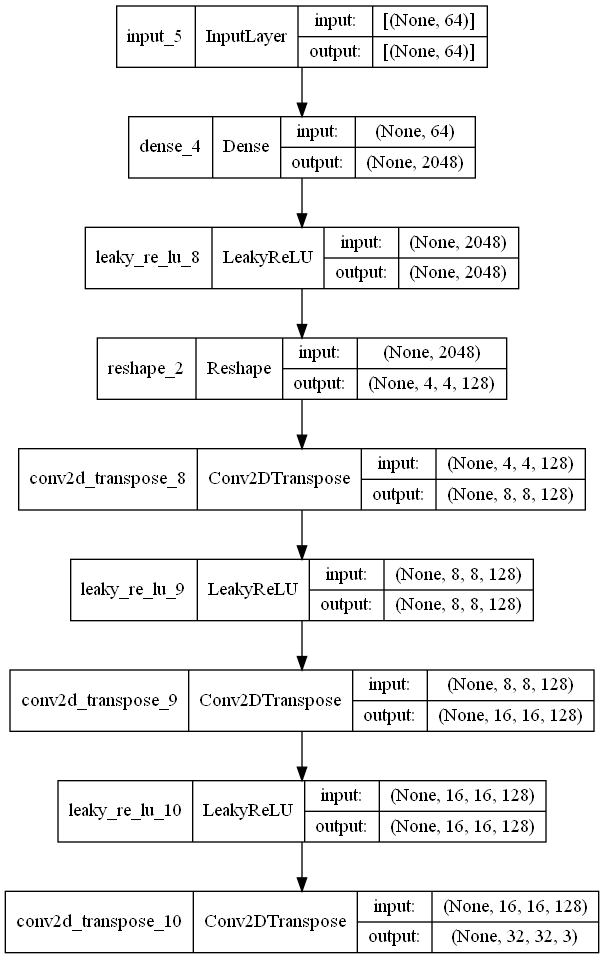 input_5 InputLayer input: [(None, 64)]
output: [(None, 64)]
dense_4 Dense input: (None, 64)
output: (None, 2048)
leaky_re_lu_8 LeakyReLU input: (None, 2048)
output: (None, 2048)
reshape_2 Reshape input: (None, 2048)
output: (None, 4, 4, 128)
conv2d_transpose_8 Conv2DTranspose input: (None, 4, 4, 128)
output: (None, 8, 8, 128)
leaky_re_lu_9 LeakyReLU input: (None, 8, 8, 128)
output: (None, 8, 8, 128)
conv2d_transpose_9 Conv2DTranspose input: (None, 8, 8, 128)
output: (None, 16, 16, 128)
leaky_re_lu_10 LeakyReLU input: (None, 16, 16, 128)
output: (None, 16, 16, 128)
conv2d_transpose_10 Conv2DTranspose input: (None, 16, 16, 128)
output: (None, 32, 32, 3)